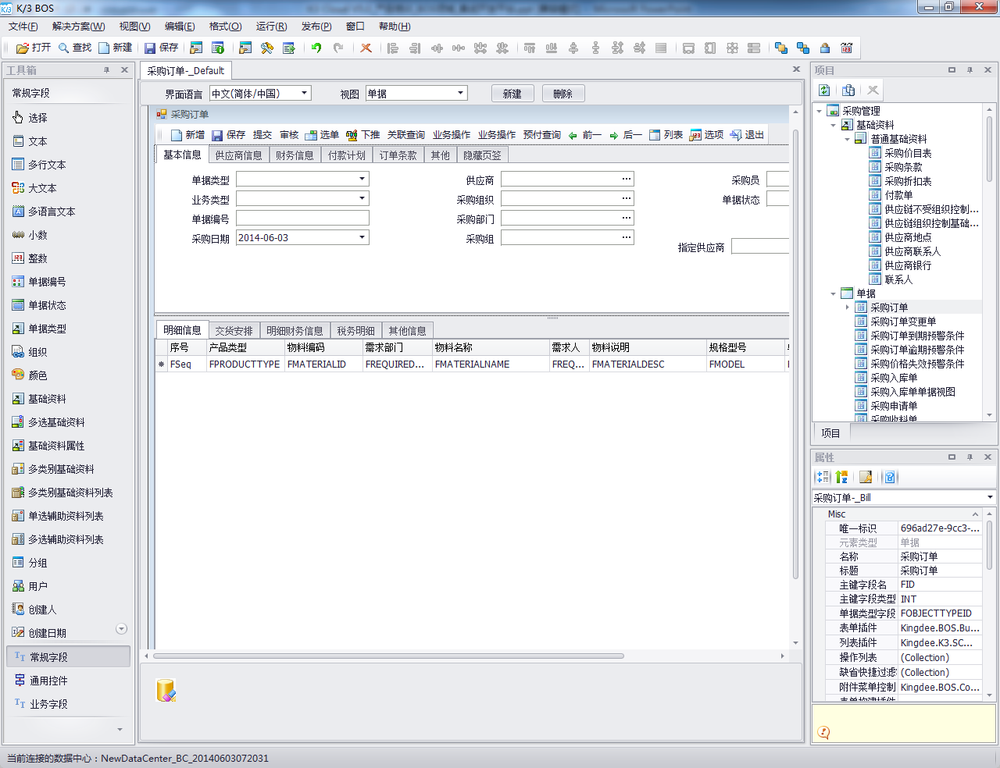 K/3 BOS
文件(F) 解决方案(W) 视图(V) 编辑(E) 格式(O) 运行(R) 发布(P) 窗口 帮助(H)
打开 查找 新建 保存
工具箱
常规字段
选择
文本
多行文本
大文本
多语言文本
小数
整数
单据编号
单据状态
单据类型
组织
颜色
基础资料
多选基础资料
基础资料属性
多类别基础资料
多类别基础资料列表
单选辅助资料列表
多选辅助资料列表
分组
用户
创建人
创建日期
常规字段
通用控件
业务字段
采购订单-_Default
界面语言 中文(简体/中国) 视图 单据 新建 删除
采购订单
新增 保存 提交 审核 选单 下推 关联查询 业务操作 业务操作 预付查询 前一 后一 列表 选项 退出
基本信息 供应商信息 财务信息 付款计划 订单条款 其他 隐藏页签
单据类型 供应商 采购员
业务类型 采购组织 单据状态
单据编号 采购部门
采购日期 2014-06-03 采购组
指定供应商
明细信息 交货安排 明细财务信息 税务明细 其他信息
序号 产品类型 物料编码 需求部门 物料名称 需求人 物料说明 规格型号
FSeq FPRODUCTTYPE FMATERIALID FREQUIRED... FMATERIALNAME FREQ... FMATERIALDESC FMODEL
项目
采购管理
基础资料
普通基础资料
采购价目表
采购条款
采购折扣表
付款单
供应链不受组织控制...
供应链组织控制基础...
供应商地点
供应商联系人
供应商银行
联系人
单据
采购订单
采购订单变更单
采购订单到期预警条件
采购订单逾期预警条件
采购价格失效预警条件
采购入库单
采购入库单单据视图
采购申请单
采购收料单
项目
属性
采购订单-_Bill
Misc
唯一标识 696ad27e-9cc3-...
元素类型 单据
名称 采购订单
标题 采购订单
主键字段名 FID
主键字段类型 INT
单据类型字段 FOBJECTTYPEID
表单插件 Kingdee.BOS.Bu...
列表插件 Kingdee.K3.SC...
操作列表 (Collection)
缺省快捷过滤 (Collection)
附件菜单控制 Kingdee.BOS.Co...
表单构建插件
当前连接的数据中心：NewDataCenter_BC_20140603072031